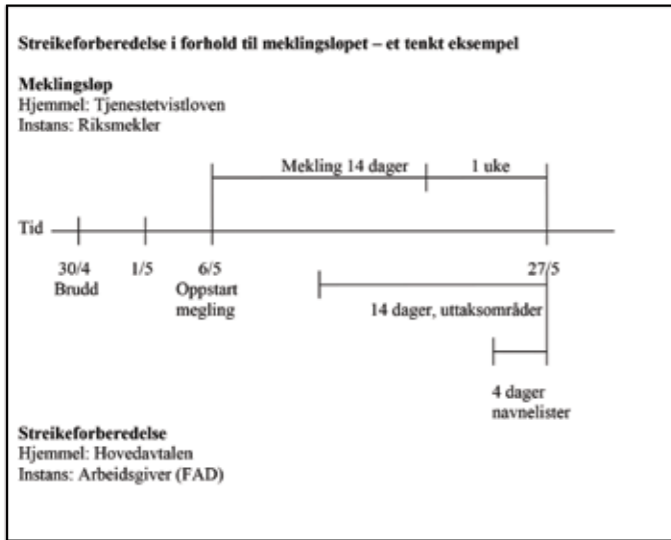 Streikeforberedelse i forhold til meklingsløpet – et tenkt eksempel
Meklingsløp
Hjemmel: Tjenestetvistloven
Instans: Riksmekler
Mekling 14 dager
1 uke
Tid
30/4
Brudd
1/5
6/5
Oppstart
megling
27/5
14 dager, uttaksområder
4 dager
navnelister
Streikeforberedelse
Hjemmel: Hovedavtalen
Instans: Arbeidsgiver (FAD)